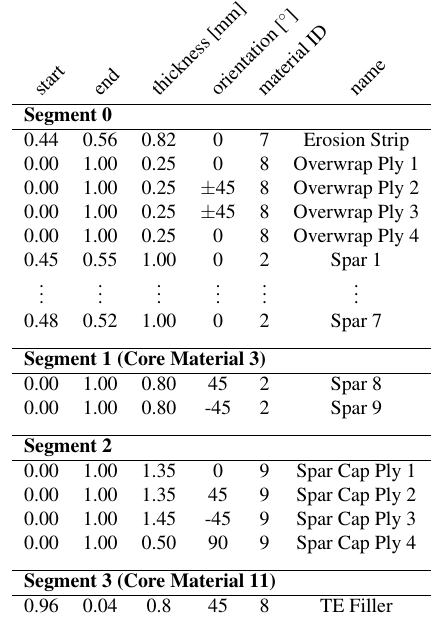 start end thickness [mm] orientation [°] material ID name
Segment 0
0.44 0.56 0.82 0 7 Erosion Strip
0.00 1.00 0.25 0 8 Overwrap Ply 1
0.00 1.00 0.25 ±45 8 Overwrap Ply 2
0.00 1.00 0.25 ±45 8 Overwrap Ply 3
0.00 1.00 0.25 0 8 Overwrap Ply 4
0.45 0.55 1.00 0 2 Spar 1
⋮ ⋮ ⋮ ⋮ ⋮ ⋮
0.48 0.52 1.00 0 2 Spar 7
Segment 1 (Core Material 3)
0.00 1.00 0.80 45 2 Spar 8
0.00 1.00 0.80 -45 2 Spar 9
Segment 2
0.00 1.00 1.35 0 9 Spar Cap Ply 1
0.00 1.00 1.35 45 9 Spar Cap Ply 2
0.00 1.00 1.45 -45 9 Spar Cap Ply 3
0.00 1.00 0.50 90 9 Spar Cap Ply 4
Segment 3 (Core Material 11)
0.96 0.04 0.8 45 8 TE Filler